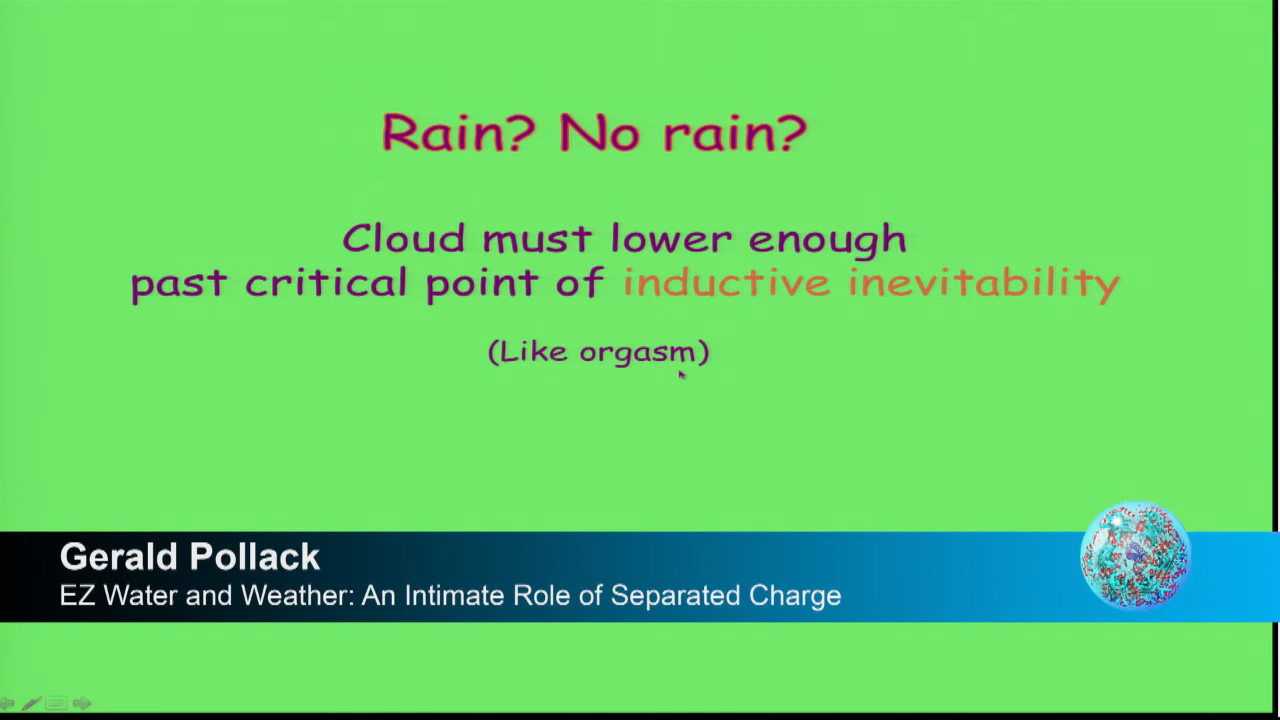 Rain? No rain?
Cloud must lower enough
past critical point of inductive inevitability
(Like orgasm)
Gerald Pollack
EZ Water and Weather: An Intimate Role of Separated Charge